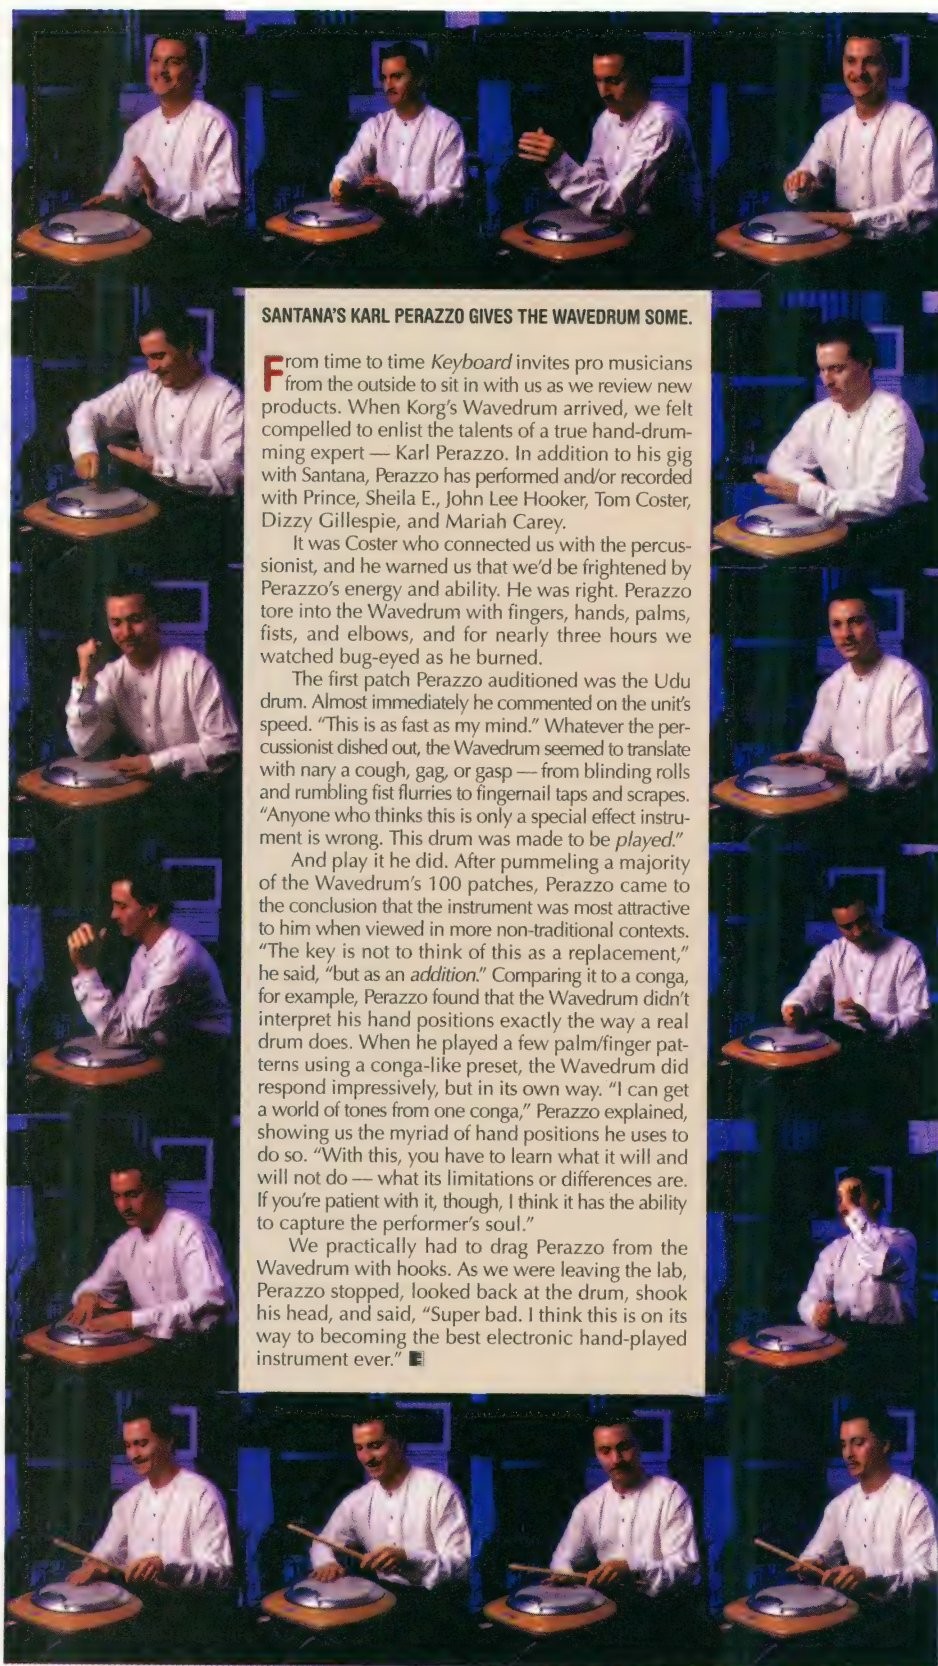 SANTANA'S KARL PERAZZO GIVES THE WAVEDRUM SOME.
From time to time Keyboard invites pro musicians
from the outside to sit in with us as we review new
products. When Korg's Wavedrum arrived, we felt
compelled to enlist the talents of a true hand-drum-
ming expert — Karl Perazzo. In addition to his gig
with Santana, Perazzo has performed and/or recorded
with Prince, Sheila E., John Lee Hooker, Tom Coster,
Dizzy Gillespie, and Mariah Carey.
It was Coster who connected us with the percus-
sionist, and he warned us that we'd be frightened by
Perazzo's energy and ability. He was right. Perazzo
tore into the Wavedrum with fingers, hands, palms,
fists, and elbows, and for nearly three hours we
watched bug-eyed as he burned.
The first patch Perazzo auditioned was the Udu
drum. Almost immediately he commented on the unit's
speed. "This is as fast as my mind." Whatever the per-
cussionist dished out, the Wavedrum seemed to translate
with nary a cough, gag, or gasp — from blinding rolls
and rumbling fist flurries to fingernail taps and scrapes.
"Anyone who thinks this is only a special effect instru-
ment is wrong. This drum was made to be played."
And play it he did. After pummeling a majority
of the Wavedrum's 100 patches, Perazzo came to
the conclusion that the instrument was most attractive
to him when viewed in more non-traditional contexts.
"The key is not to think of this as a replacement,"
he said, "but as an addition." Comparing it to a conga,
for example, Perazzo found that the Wavedrum didn't
interpret his hand positions exactly the way a real
drum does. When he played a few palm/finger pat-
terns using a conga-like preset, the Wavedrum did
respond impressively, but in its own way. "I can get
a world of tones from one conga," Perazzo explained,
showing us the myriad of hand positions he uses to
do so. "With this, you have to learn what it will and
will not do — what its limitations or differences are.
If you're patient with it, though, I think it has the ability
to capture the performer's soul."
We practically had to drag Perazzo from the
Wavedrum with hooks. As we were leaving the lab,
Perazzo stopped, looked back at the drum, shook
his head, and said, "Super bad. I think this is on its
way to becoming the best electronic hand-played
instrument ever."